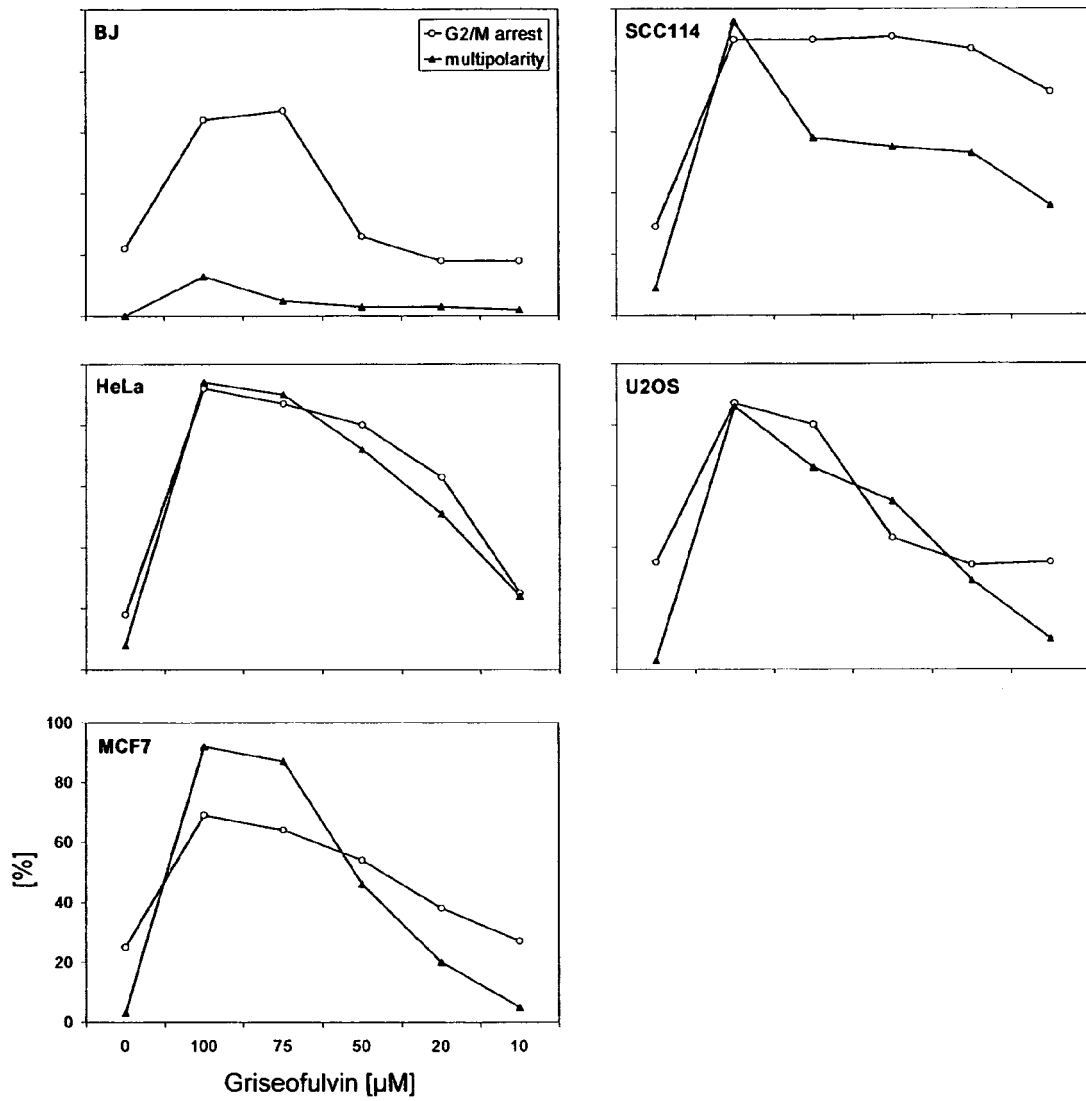 BJ
G2/M arrest
multipolarity
SCC114
HeLa
U2OS
MCF7
100
80
60
40
20
0
[%]
0 100 75 50 20 10
Griseofulvin [µM]